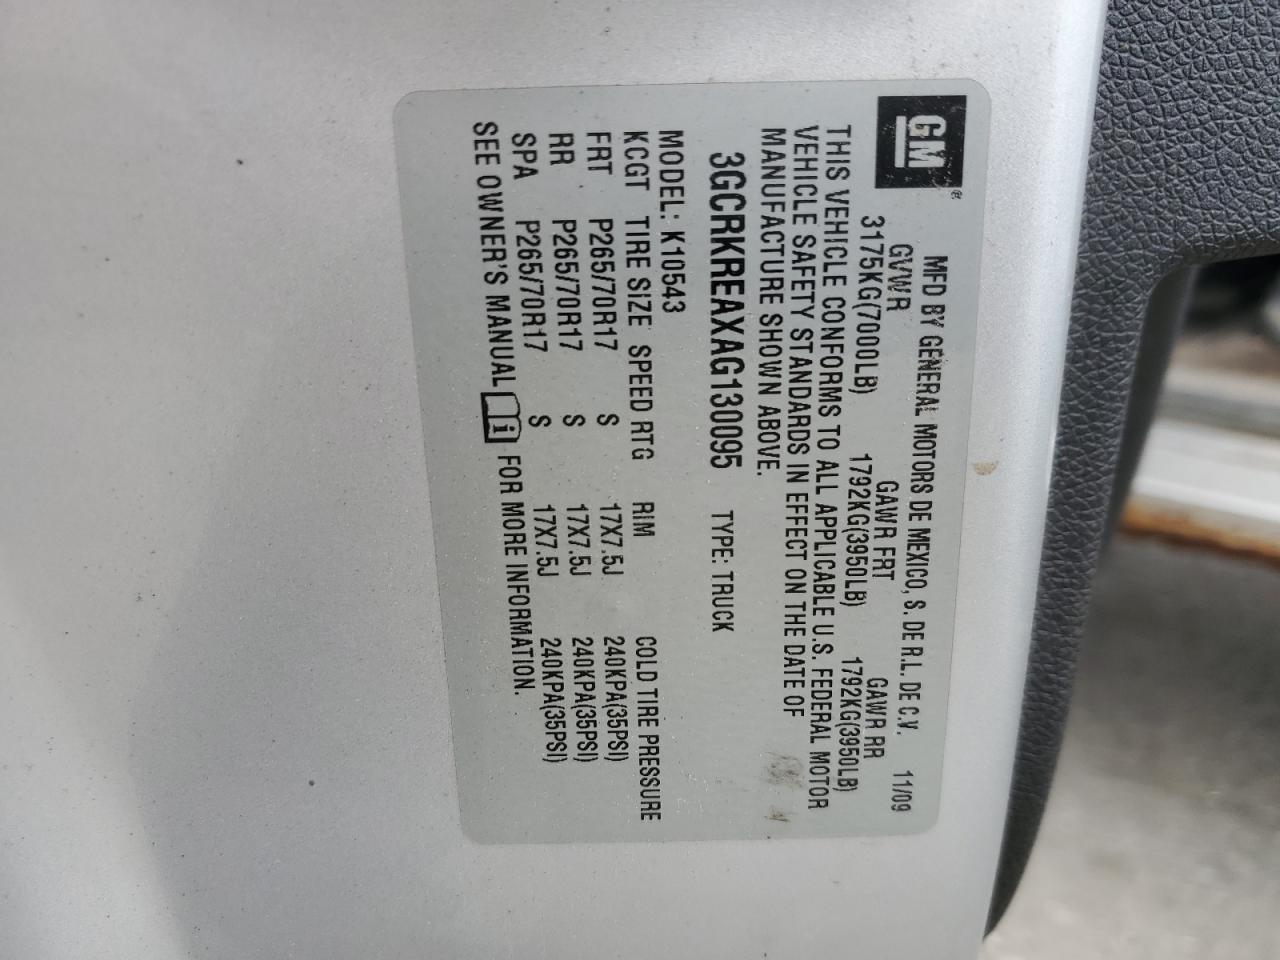 GM®
MFD BY GENERAL MOTORS DE MEXICO, S. DE R.L. DE C.V. 11/09
GVWR GAWR FRT GAWR RR
3175KG(7000LB) 1792KG(3950LB) 1792KG(3950LB)
THIS VEHICLE CONFORMS TO ALL APPLICABLE U.S. FEDERAL MOTOR
VEHICLE SAFETY STANDARDS IN EFFECT ON THE DATE OF
MANUFACTURE SHOWN ABOVE.
3GCRKREAXAG130095 TYPE: TRUCK
MODEL: K10543
KCGT TIRE SIZE SPEED RTG RIM COLD TIRE PRESSURE
FRT P265/70R17 S 17X7.5J 240KPA(35PSI)
RR P265/70R17 S 17X7.5J 240KPA(35PSI)
SPA P265/70R17 S 17X7.5J 240KPA(35PSI)
SEE OWNER'S MANUAL i FOR MORE INFORMATION.